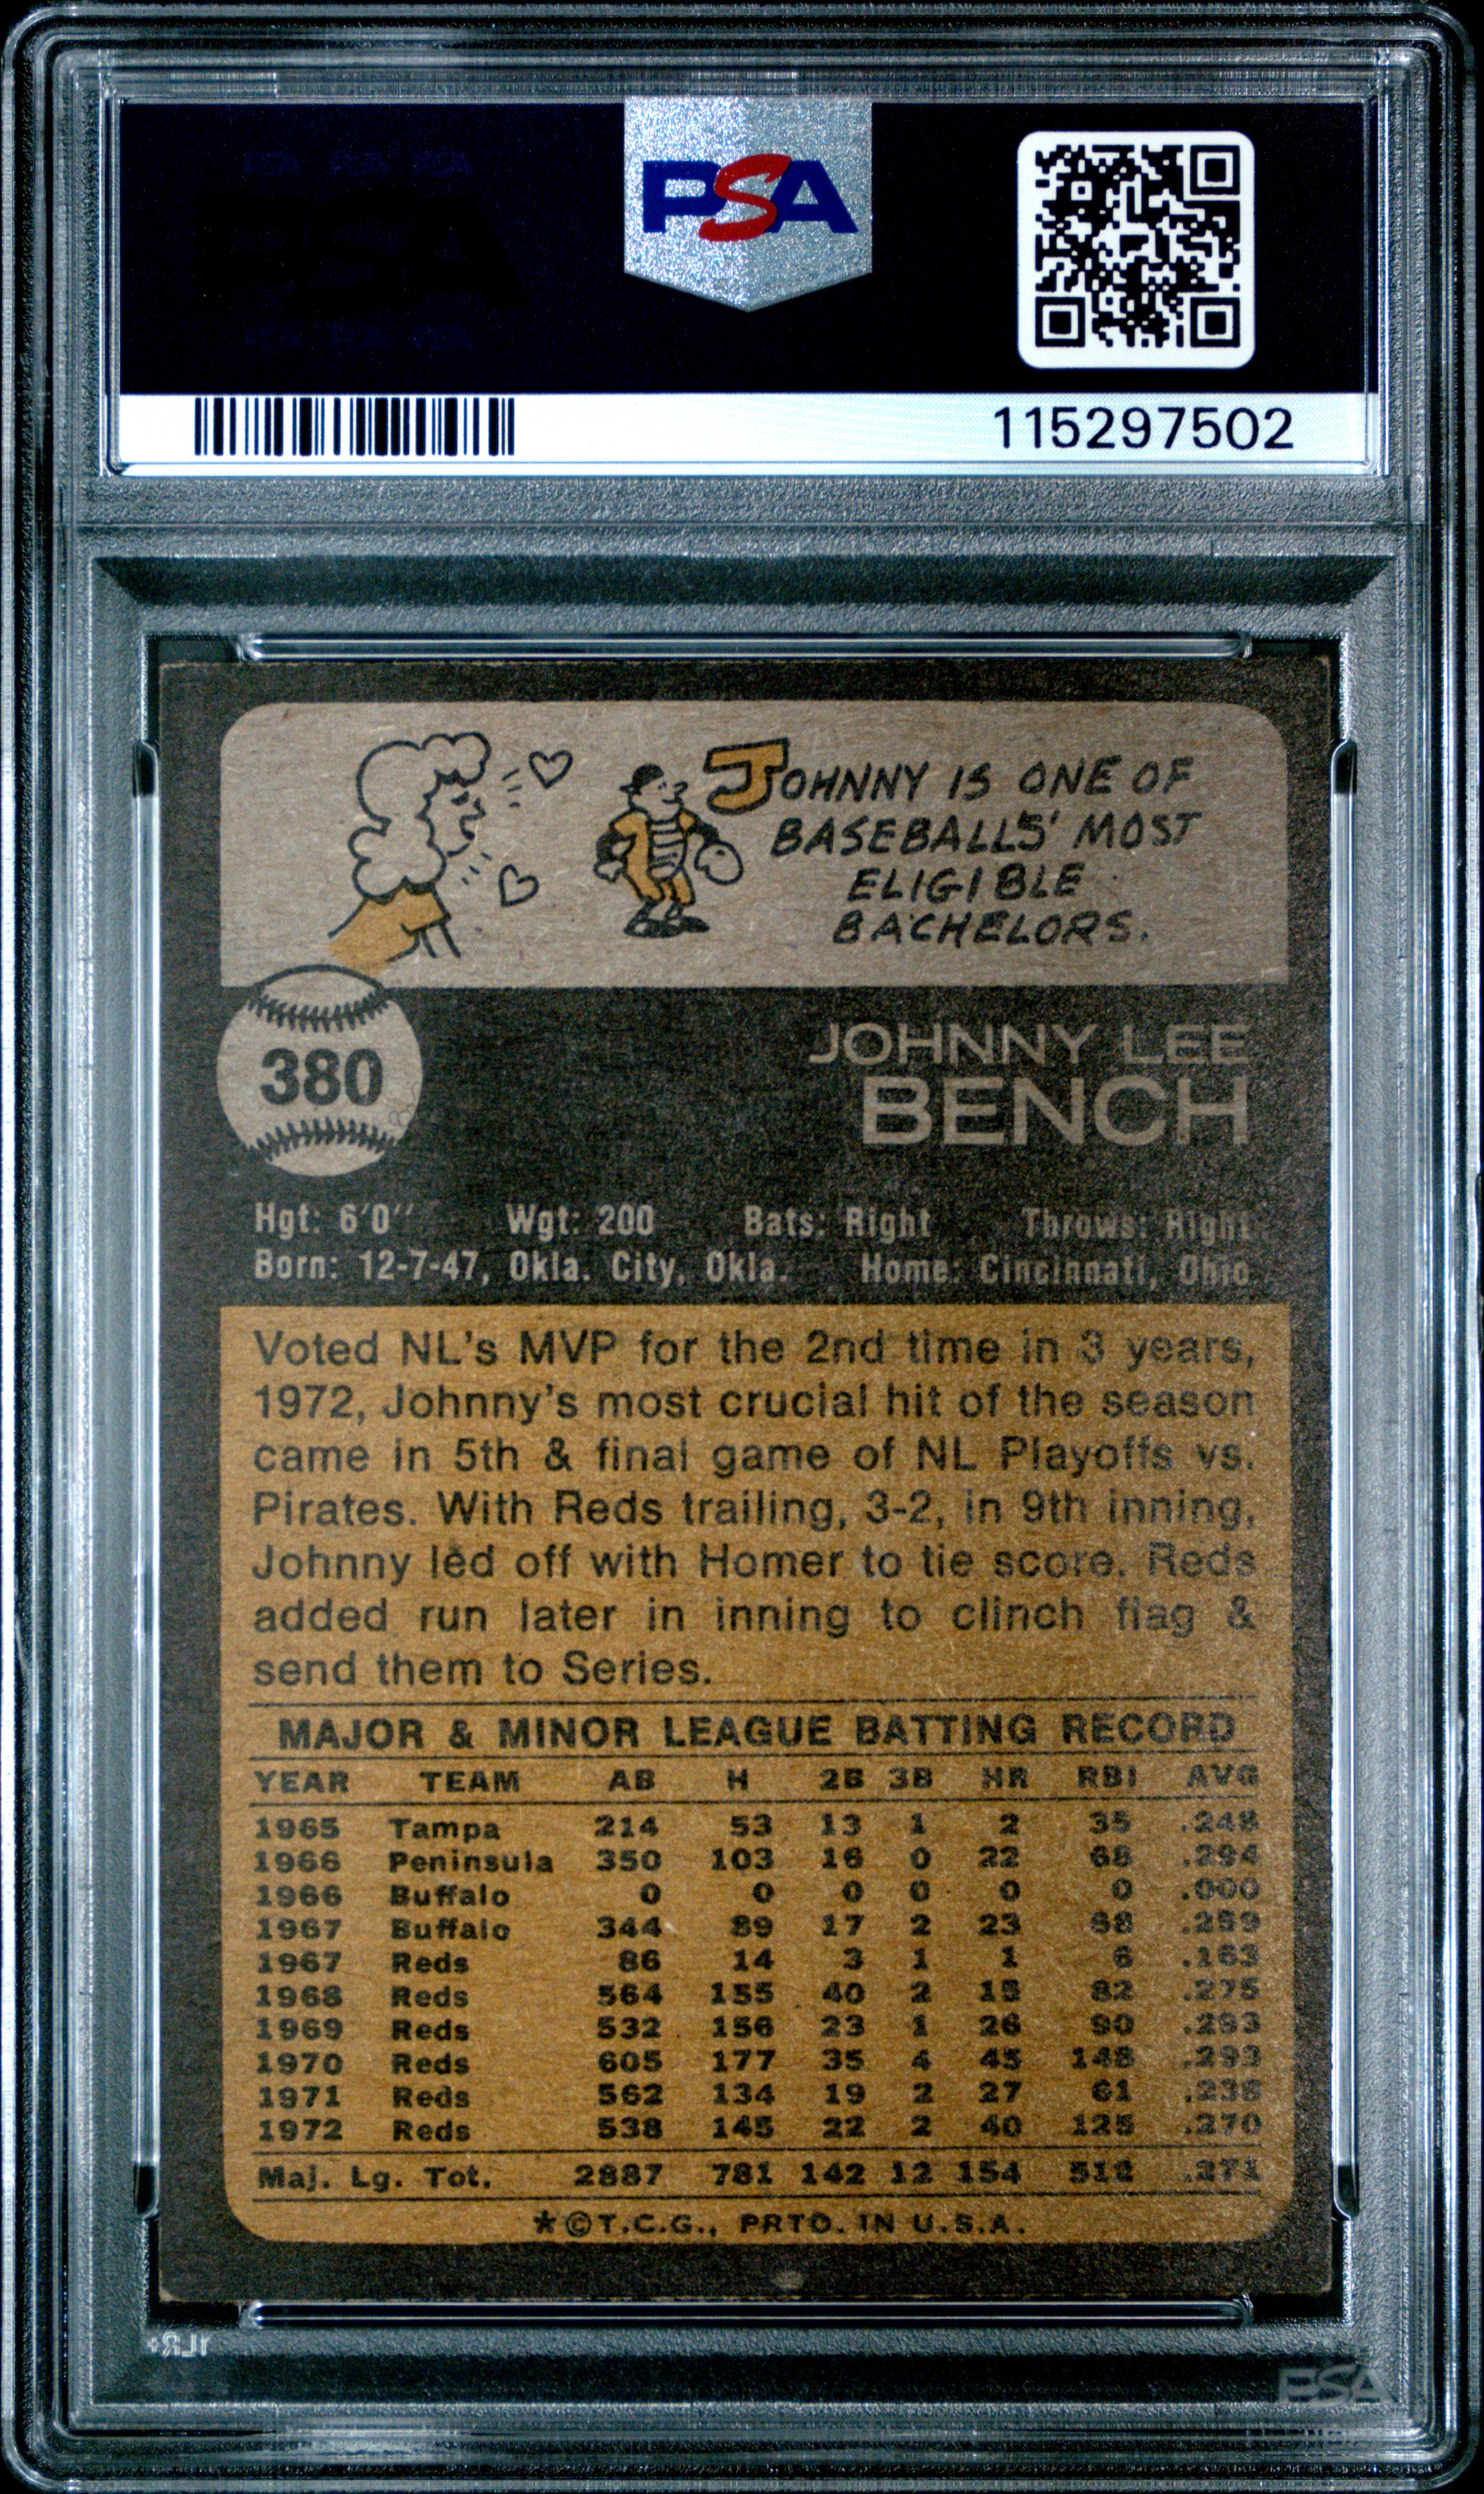 PSA
115297502
JOHNNY IS ONE OF
BASEBALLS' MOST
ELIGIBLE
BACHELORS.
380
JOHNNY LEE
BENCH
Hgt: 6'0" Wgt: 200 Bats: Right Throws: Right
Born: 12-7-47, Okla. City, Okla. Home: Cincinnati, Ohio
Voted NL's MVP for the 2nd time in 3 years,
1972, Johnny's most crucial hit of the season
came in 5th & final game of NL Playoffs vs.
Pirates. With Reds trailing, 3-2, in 9th inning,
Johnny led off with Homer to tie score. Reds
added run later in inning to clinch flag &
send them to Series.
MAJOR & MINOR LEAGUE BATTING RECORD
YEAR TEAM AB H 2B 3B HR RBI AVG
1965 Tampa 214 53 13 1 2 35 .248
1966 Peninsula 350 103 16 0 22 68 .294
1966 Buffalo 0 0 0 0 0 0 .000
1967 Buffalo 344 89 17 2 23 68 .259
1967 Reds 86 14 3 1 1 6 .163
1968 Reds 564 155 40 2 15 82 .275
1969 Reds 532 156 23 1 26 90 .293
1970 Reds 605 177 35 4 45 148 .293
1971 Reds 562 134 19 2 27 61 .238
1972 Reds 538 145 22 2 40 125 .270
Maj. Lg. Tot. 2887 781 142 12 154 512 .271
*©T.C.G., PRTD. IN U.S.A.
PSA